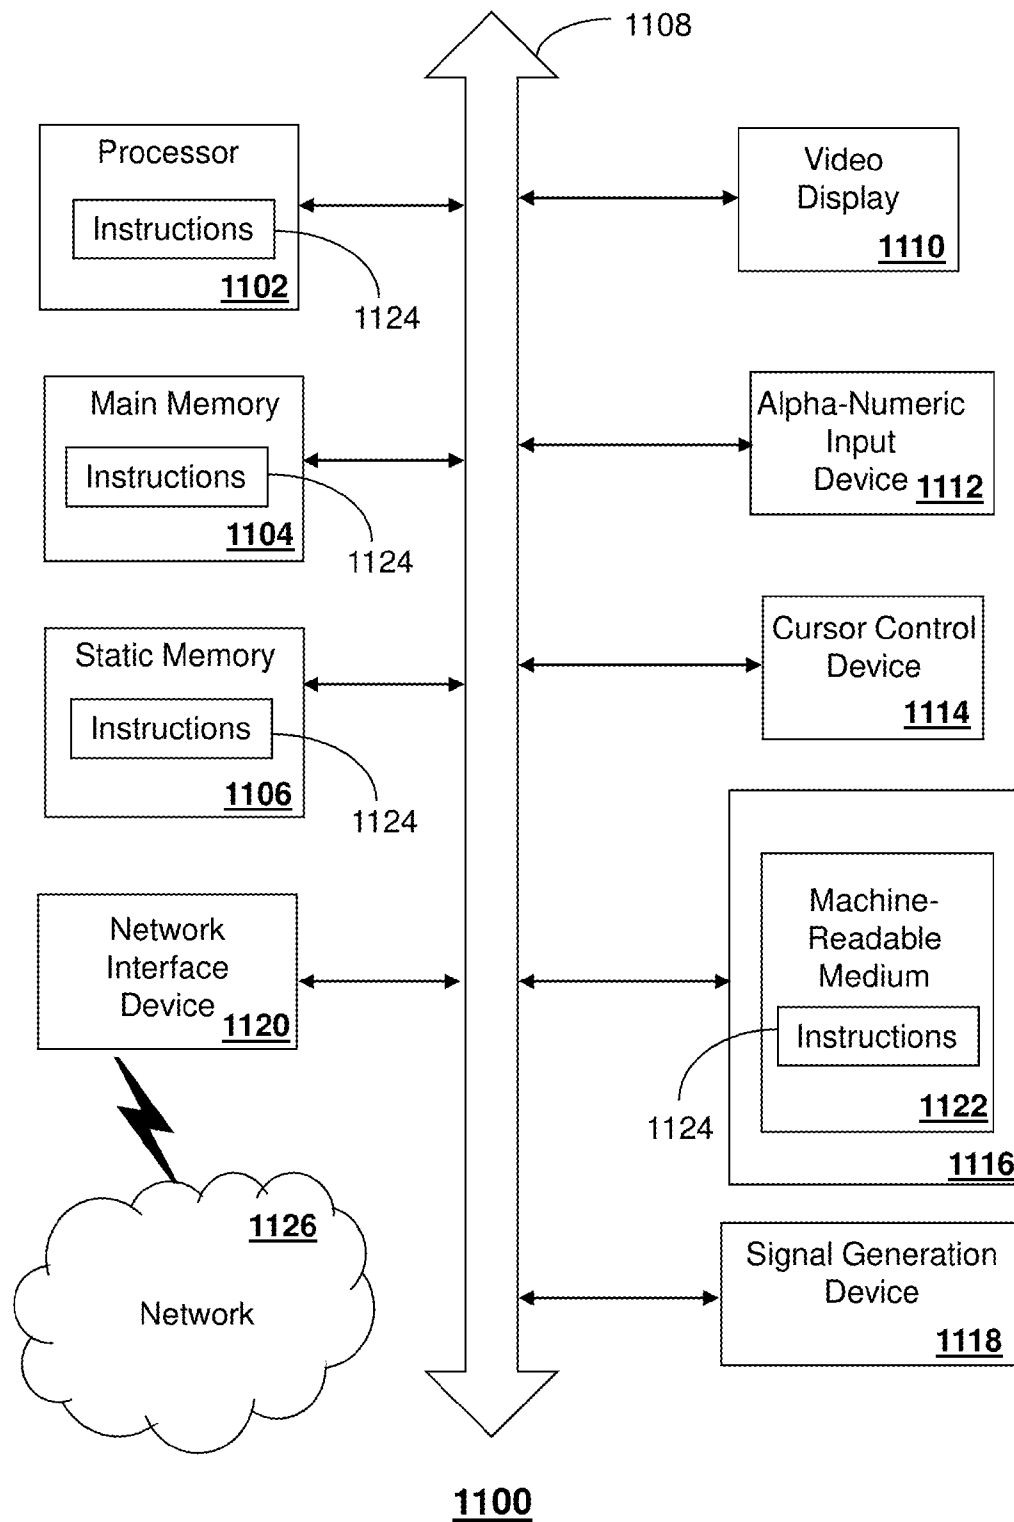 1108
Processor
Instructions
1102
1124
Main Memory
Instructions
1104
1124
Static Memory
Instructions
1106
1124
Network
Interface
Device
1120
1126
Network
Video
Display
1110
Alpha-Numeric
Input
Device
1112
Cursor Control
Device
1114
Machine-
Readable
Medium
Instructions
1124
1122
1116
Signal Generation
Device
1118
1100